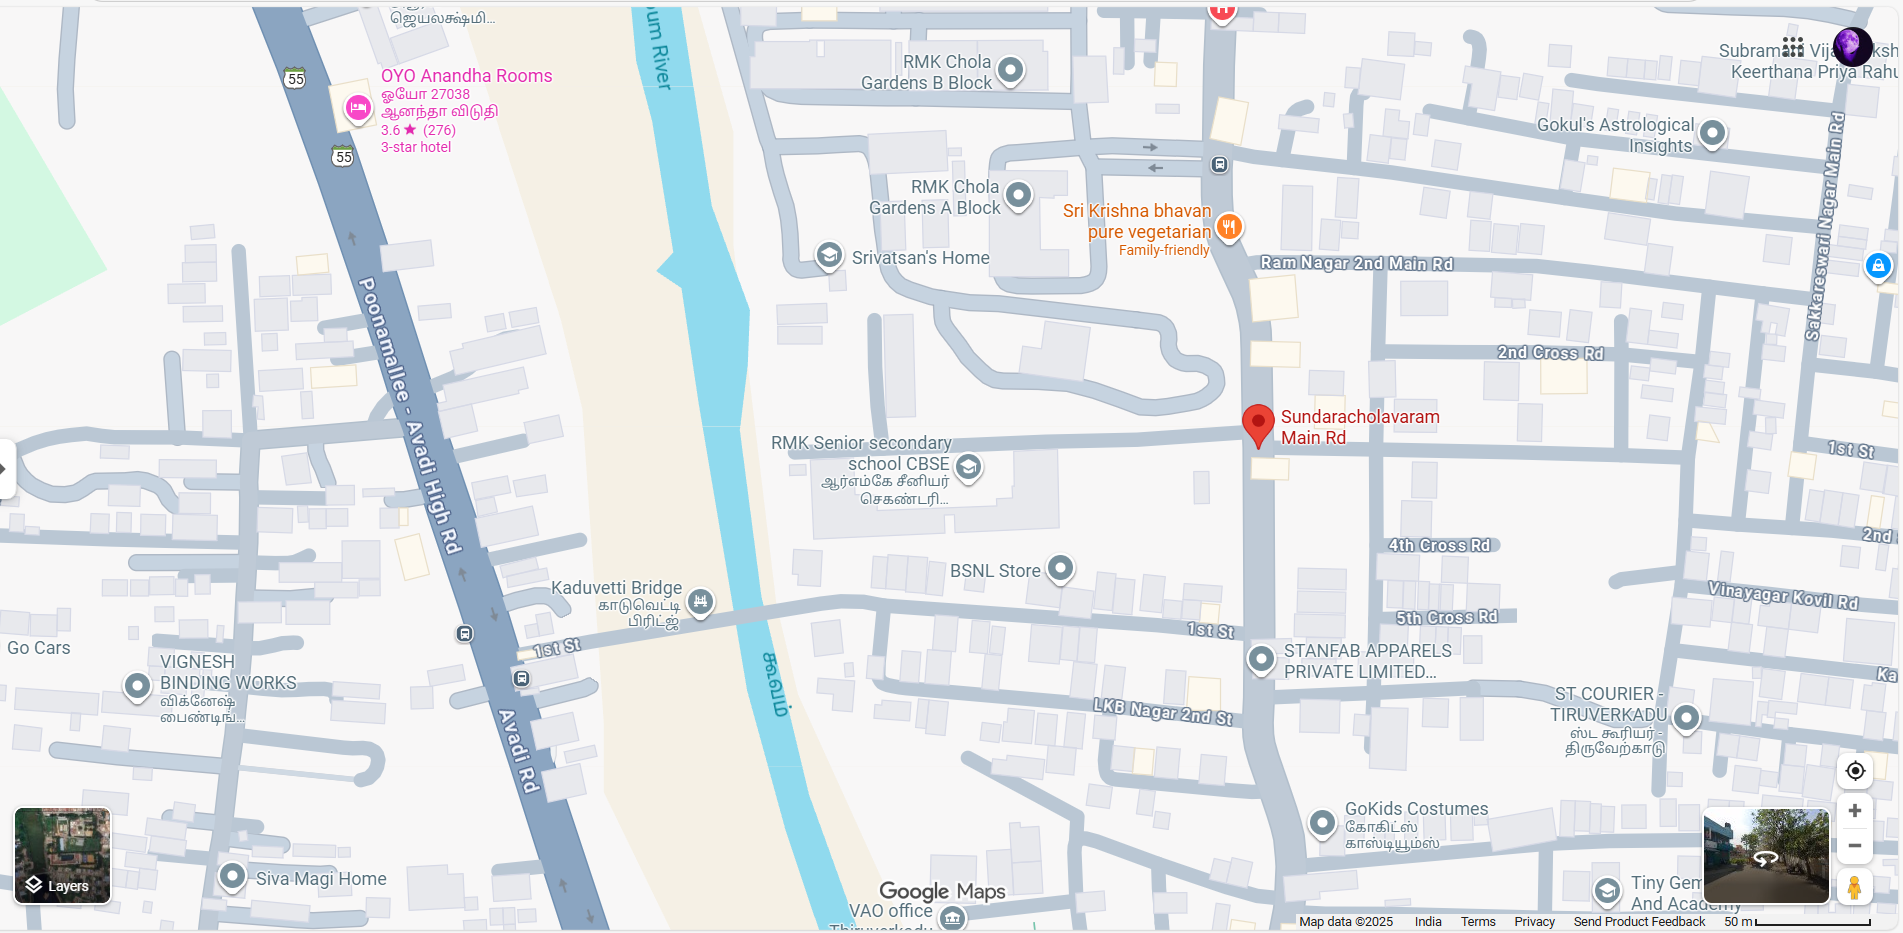 ஜெயலக்ஷ்மி...
55
OYO Anandha Rooms
ஓயோ 27038
ஆனந்தா விடுதி
3.6 ★ (276)
3-star hotel
55
um River
RMK Chola
Gardens B Block
RMK Chola
Gardens A Block
Srivatsan's Home
Sri Krishna bhavan
pure vegetarian
Family-friendly
H
Gokul's Astrological
Insights
Keerthana Priya Rahu
Sakkareswari Nagar Main Rd
Ram Nagar 2nd Main Rd
2nd Cross Rd
Poonamallee - Avadi High Rd
Sundaracholavaram
Main Rd
RMK Senior secondary
school CBSE
ஆர்எம்கே சீனியர்
செகண்டரி...
1st St
2nd
4th Cross Rd
BSNL Store
Kaduvetti Bridge
காடுவெட்டி
பிரிட்ஜ்
Vinayagar Kovil Rd
5th Cross Rd
1st St
1st St
Go Cars
VIGNESH
BINDING WORKS
விக்னேஷ்
பைண்டிங்...
STANFAB APPARELS
PRIVATE LIMITED...
கூவம்
Ka
ST COURIER -
TIRUVERKADU
ஸ்ட கூரியர் -
திருவேற்காடு
LKB Nagar 2nd St
Avadi Rd
GoKids Costumes
கோகிட்ஸ்
காஸ்டியூம்ஸ்
Layers
Siva Magi Home
Google Maps
VAO office
Thiruverkadu
Tiny Gem
And Academy
Map data ©2025 India Terms Privacy Send Product Feedback 50 m